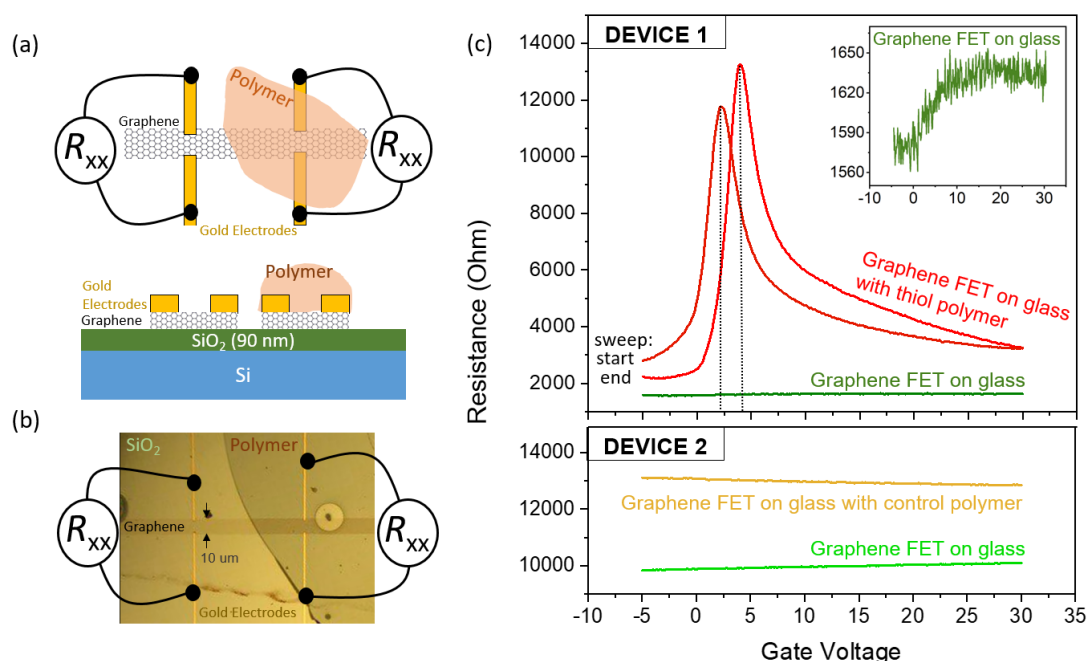 (a)
Polymer
Graphene
Rxx
Rxx
Gold Electrodes
Polymer
Gold
Electrodes
Graphene
SiO2 (90 nm)
Si
(b)
SiO2
Polymer
Rxx
Rxx
Graphene
10 um
Gold Electrodes
(c)
DEVICE 1
14000
12000
10000
8000
6000
4000
2000
Resistance (Ohm)
Graphene FET on glass
1650
1620
1590
1560
-10 0 10 20 30
Graphene FET on glass
with thiol polymer
sweep:
start
end
Graphene FET on glass
DEVICE 2
13000
12000
11000
10000
Graphene FET on glass with control polymer
Graphene FET on glass
-10 -5 0 5 10 15 20 25 30 35
Gate Voltage